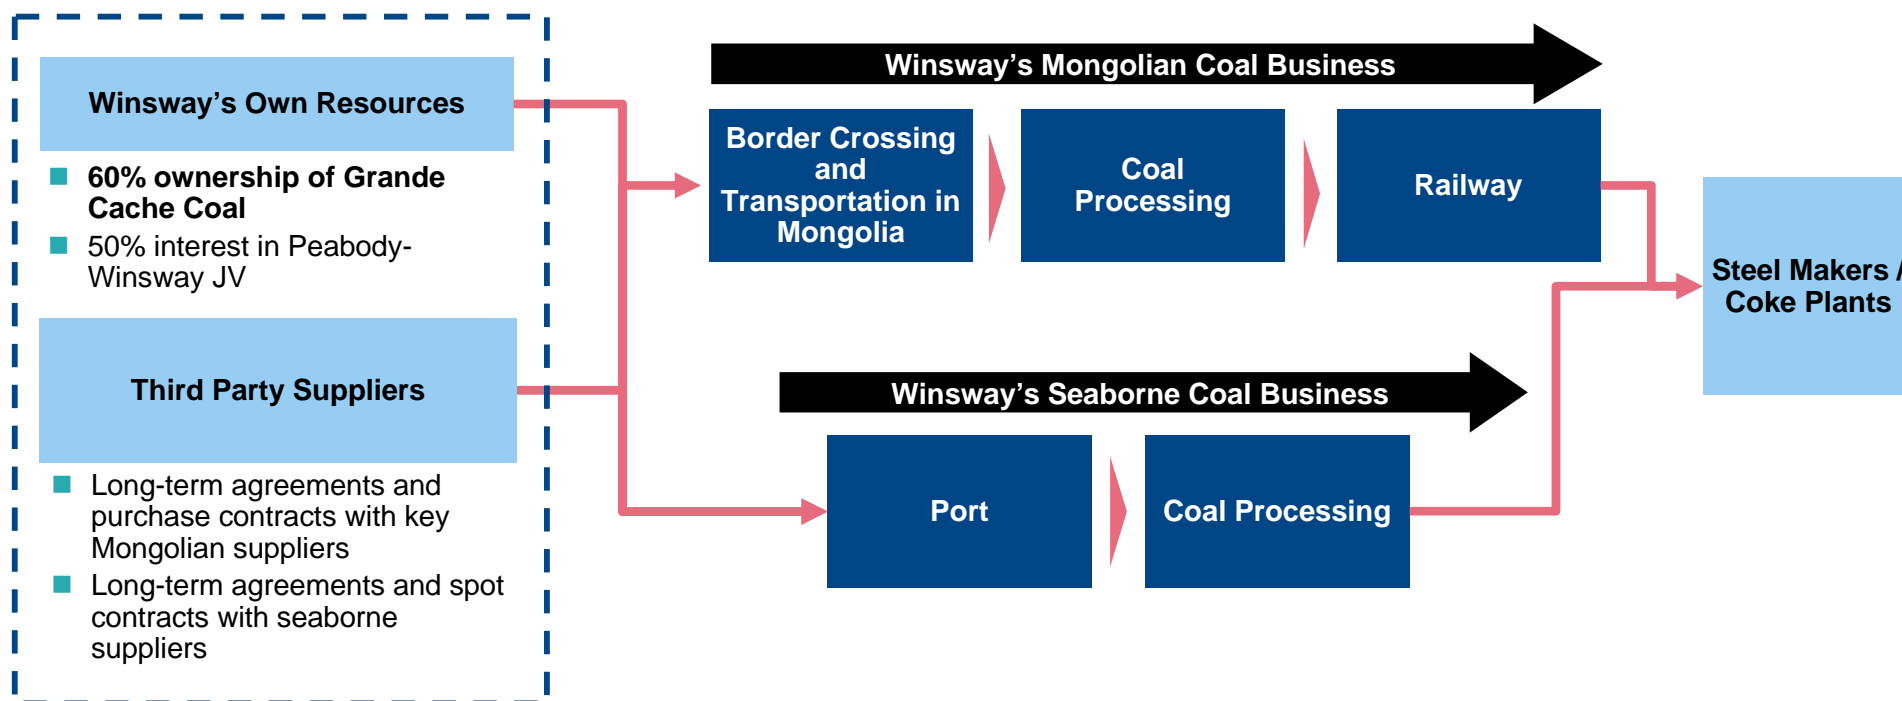 Winsway’s Own Resources
60% ownership of Grande
Cache Coal
50% interest in Peabody-
Winsway JV
Third Party Suppliers
Long-term agreements and
purchase contracts with key
Mongolian suppliers
Long-term agreements and spot
contracts with seaborne
suppliers
Winsway’s Mongolian Coal Business
Border Crossing
and
Transportation in
Mongolia
Coal
Processing
Railway
Winsway’s Seaborne Coal Business
Port
Coal Processing
Steel Makers /
Coke Plants